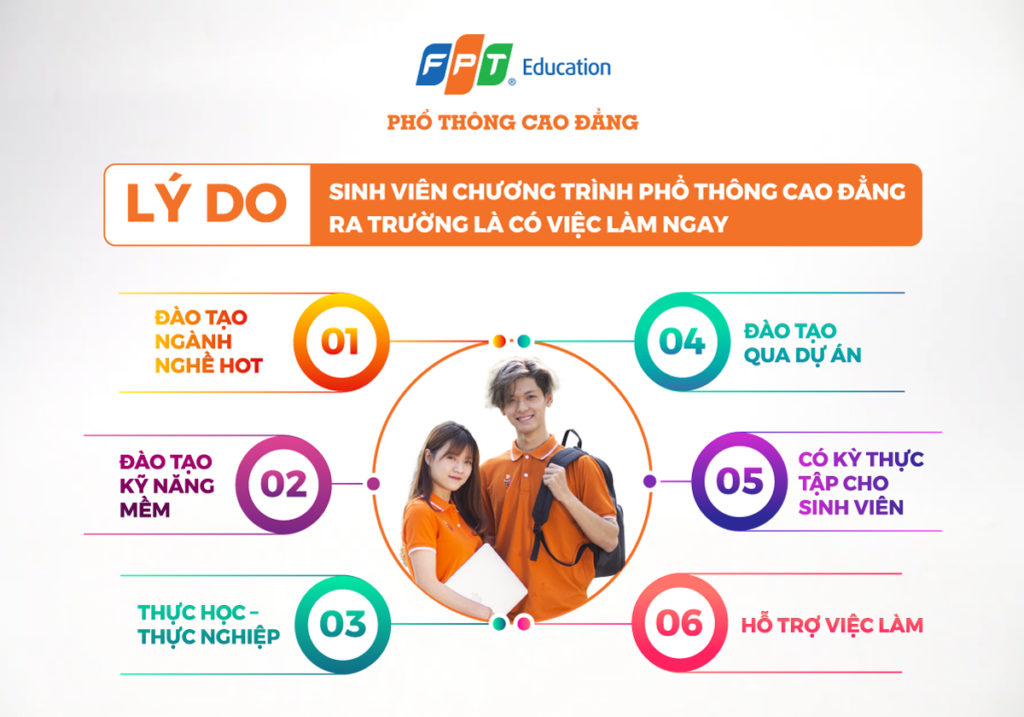 FPT Education
PHỔ THÔNG CAO ĐẲNG
LÝ DO
SINH VIÊN CHƯƠNG TRÌNH PHỔ THÔNG CAO ĐẲNG
RA TRƯỜNG LÀ CÓ VIỆC LÀM NGAY
01
ĐÀO TẠO
NGÀNH
NGHỀ HOT
02
ĐÀO TẠO
KỸ NĂNG
MỀM
03
THỰC HỌC –
THỰC NGHIỆP
04
ĐÀO TẠO
QUA DỰ ÁN
05
CÓ KỲ THỰC
TẬP CHO
SINH VIÊN
06
HỖ TRỢ VIỆC LÀM